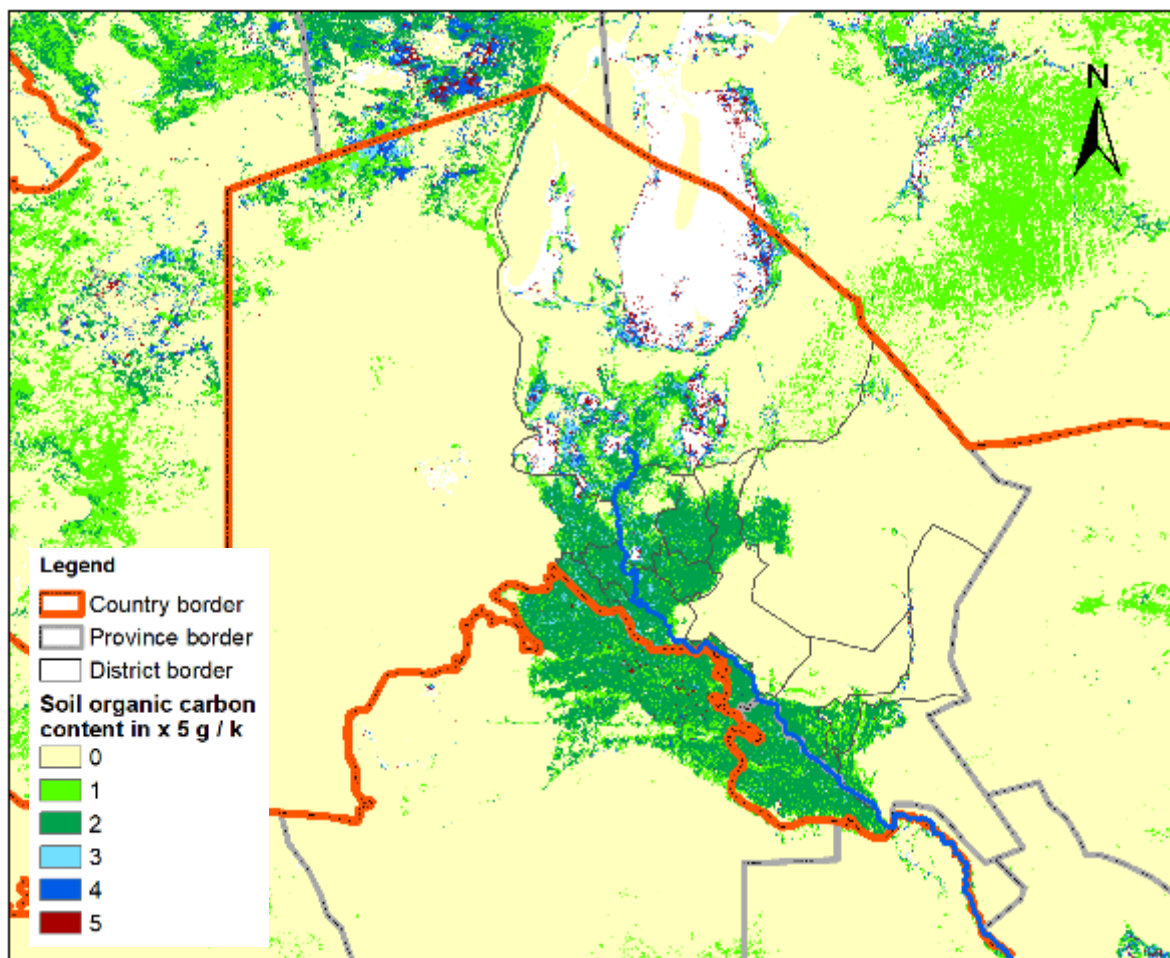 N
Legend
Country border
Province border
District border
Soil organic carbon
content in x 5 g / k
0
1
2
3
4
5